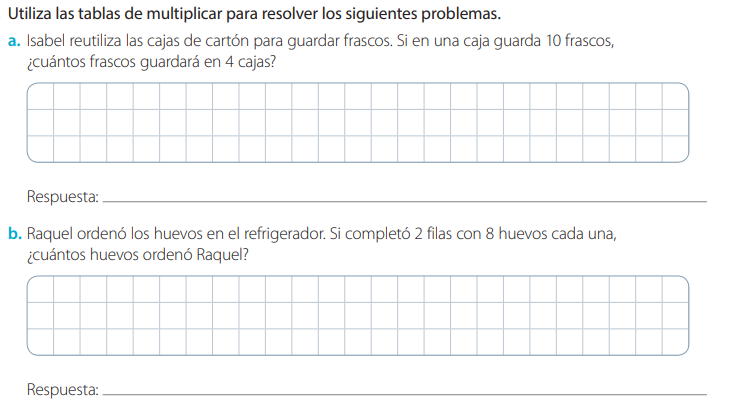 Utiliza las tablas de multiplicar para resolver los siguientes problemas.
a. Isabel reutiliza las cajas de cartón para guardar frascos. Si en una caja guarda 10 frascos,
¿cuántos frascos guardará en 4 cajas?
Respuesta:
b. Raquel ordenó los huevos en el refrigerador. Si completó 2 filas con 8 huevos cada una,
¿cuántos huevos ordenó Raquel?
Respuesta: